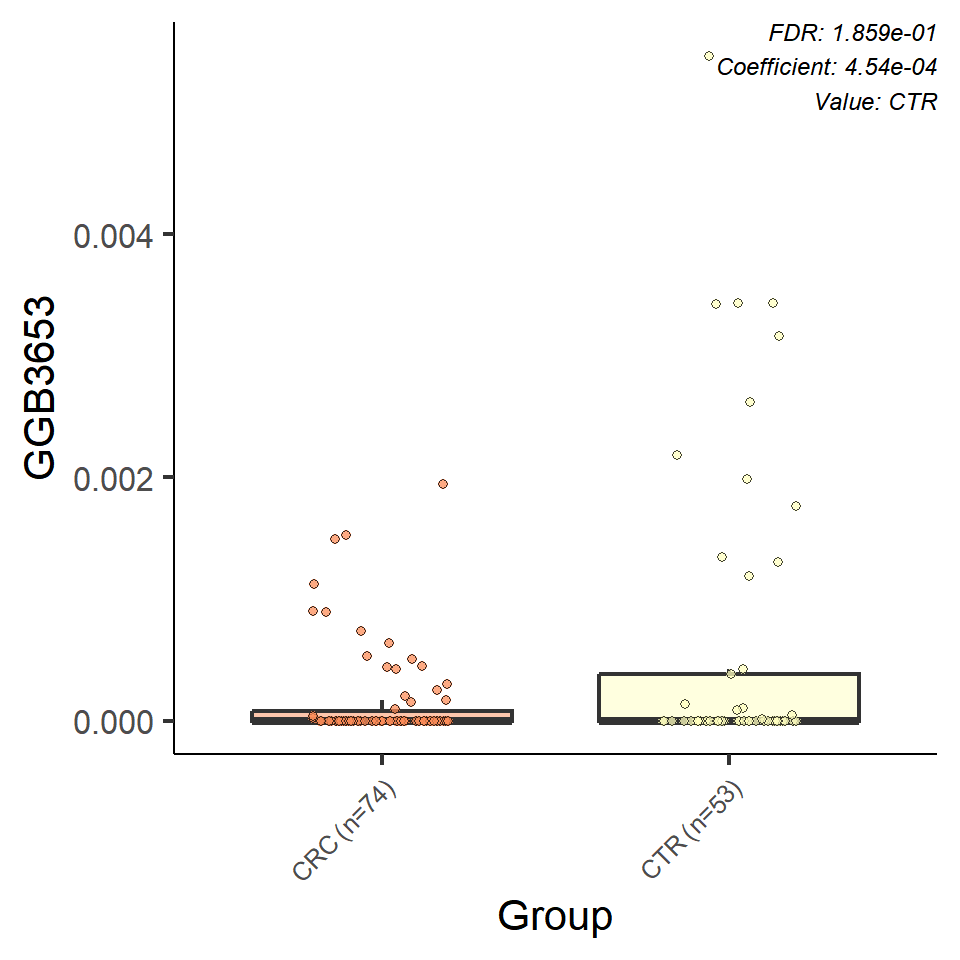 FDR: 1.859e-01
Coefficient: 4.54e-04
Value: CTR
GGB3653
0.004
0.002
0.000
CRC (n=74)
CTR (n=53)
Group